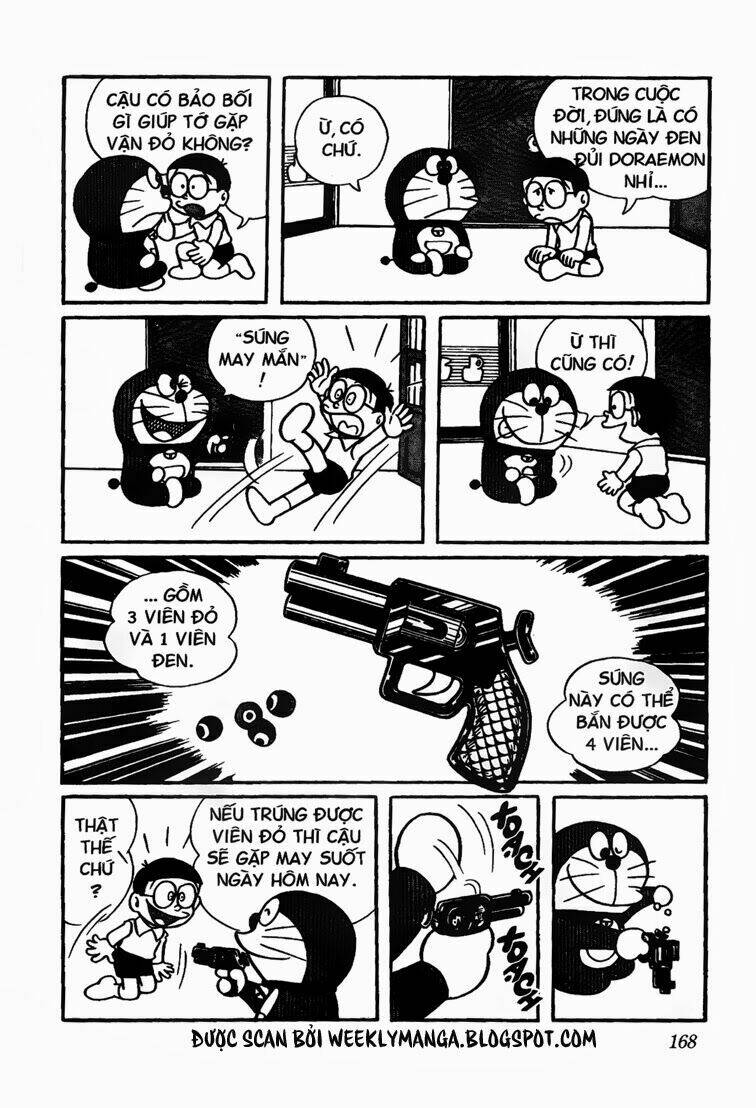 TRONG CUỘC
ĐỜI, ĐÚNG LÀ CÓ
NHỮNG NGÀY ĐEN
ĐỦI DORAEMON
NHỈ...
Ừ, CÓ
CHỨ.
CẬU CÓ BẢO BỐI
GÌ GIÚP TỚ GẶP
VẬN ĐỎ KHÔNG?
Ừ THÌ
CŨNG CÓ!
"SÚNG
MAY MẮN"
!
SÚNG
NÀY CÓ THỂ
BẮN ĐƯỢC
4 VIÊN...
... GỒM
3 VIÊN ĐỎ
VÀ 1 VIÊN
ĐEN.
XOẠCH
XOẠCH
NẾU TRÚNG ĐƯỢC
VIÊN ĐỎ THÌ CẬU
SẼ GẶP MAY SUỐT
NGÀY HÔM NAY.
THẬT
THẾ
CHỨ
?
ĐƯỢC SCAN BỞI WEEKLYMANGA.BLOGSPOT.COM
168